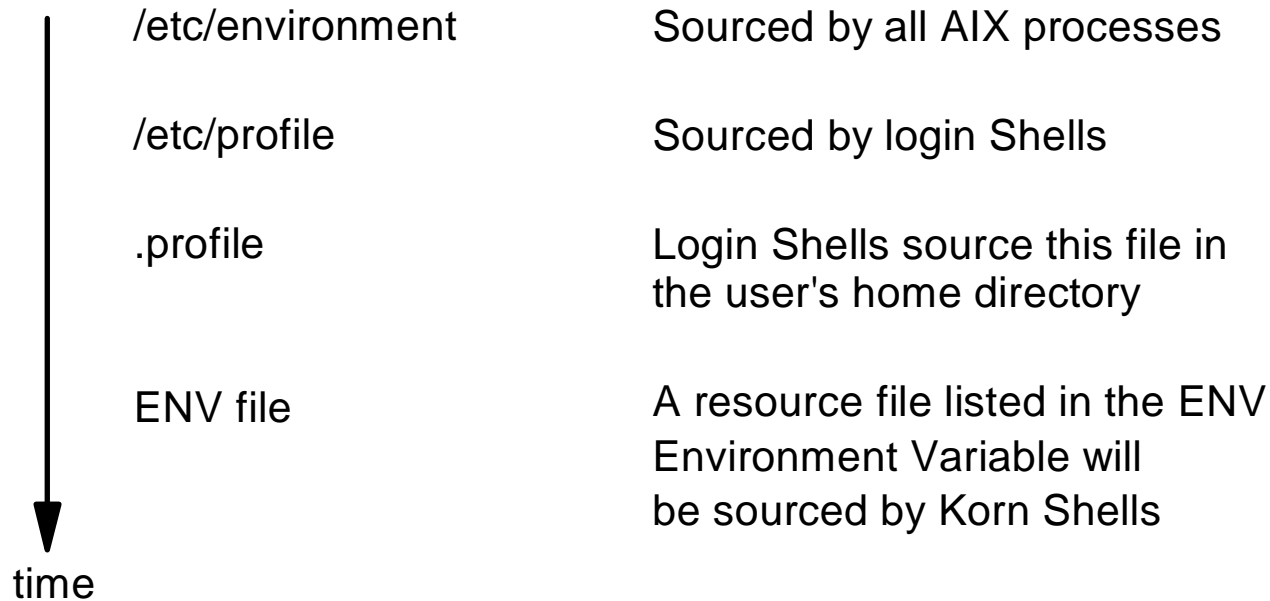 /etc/environment Sourced by all AIX processes
/etc/profile Sourced by login Shells
.profile Login Shells source this file in
the user's home directory
ENV file A resource file listed in the ENV
Environment Variable will
be sourced by Korn Shells
time